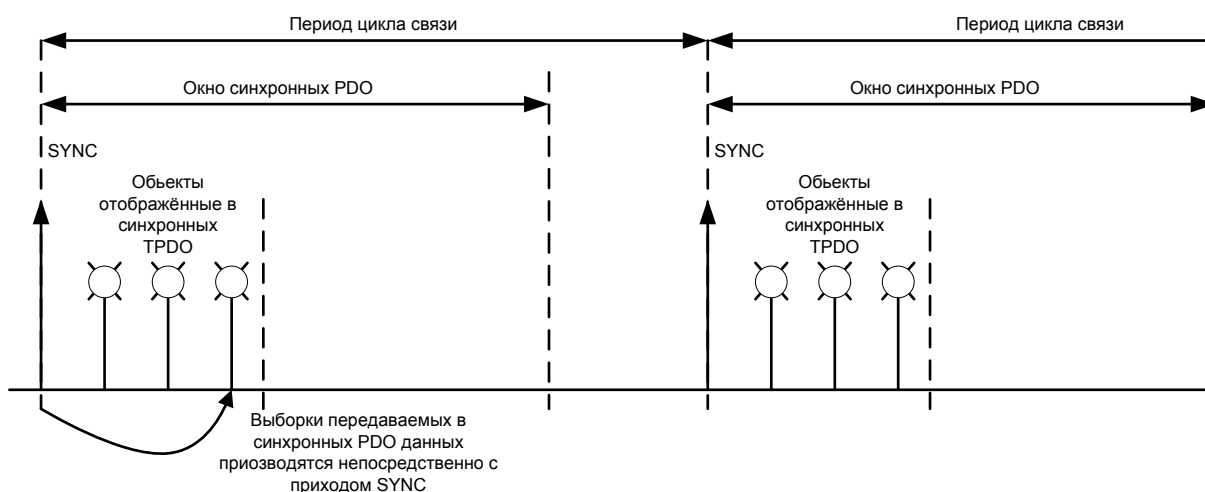 Период цикла связи
Период цикла связи
Окно синхронных PDO
Окно синхронных PDO
SYNC
SYNC
Обьекты
отображённые в
синхронных
TPDO
Обьекты
отображённые в
синхронных
TPDO
Выборки передаваемых в
синхронных PDO данных
приозводятся непосредственно с
приходом SYNC